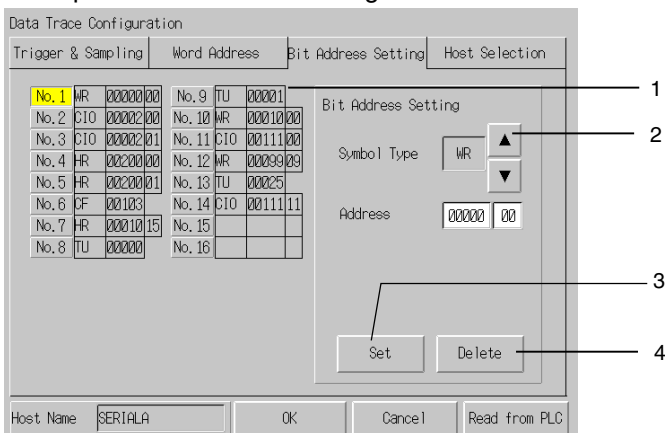 Data Trace Configuration
Trigger & Sampling Word Address Bit Address Setting Host Selection
No. 1 WR 00000 00 No. 9 TU 00001
No. 2 CIO 00002 00 No. 10 WR 00010 00
No. 3 CIO 00002 01 No. 11 CIO 00111 00
No. 4 HR 00200 00 No. 12 WR 00099 09
No. 5 HR 00200 01 No. 13 TU 00025
No. 6 CF 00103 No. 14 CIO 00111 11
No. 7 HR 00010 15 No. 15
No. 8 TU 00000 No. 16
Bit Address Setting
Symbol Type WR ▲
▼
Address 00000 00
Set Delete
Host Name SERIALA OK Cancel Read from PLC
1
2
3
4